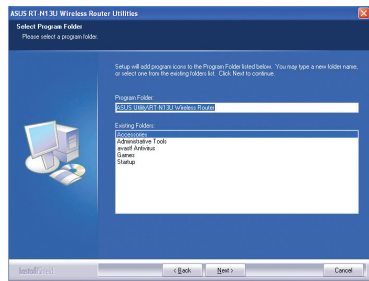 ASUS RT-N13U Wireless Router Utilities
Select Program Folder
Please select a program folder.
Setup will add program icons to the Program Folder listed below. You may type a new folder name, or select one from the existing folders list. Click Next to continue.
Program Folder:
ASUS Utility\RT-N13U Wireless Router
Existing Folders:
Accessories
Administrative Tools
avast! Antivirus
Games
Startup
InstallShield
< Back
Next >
Cancel